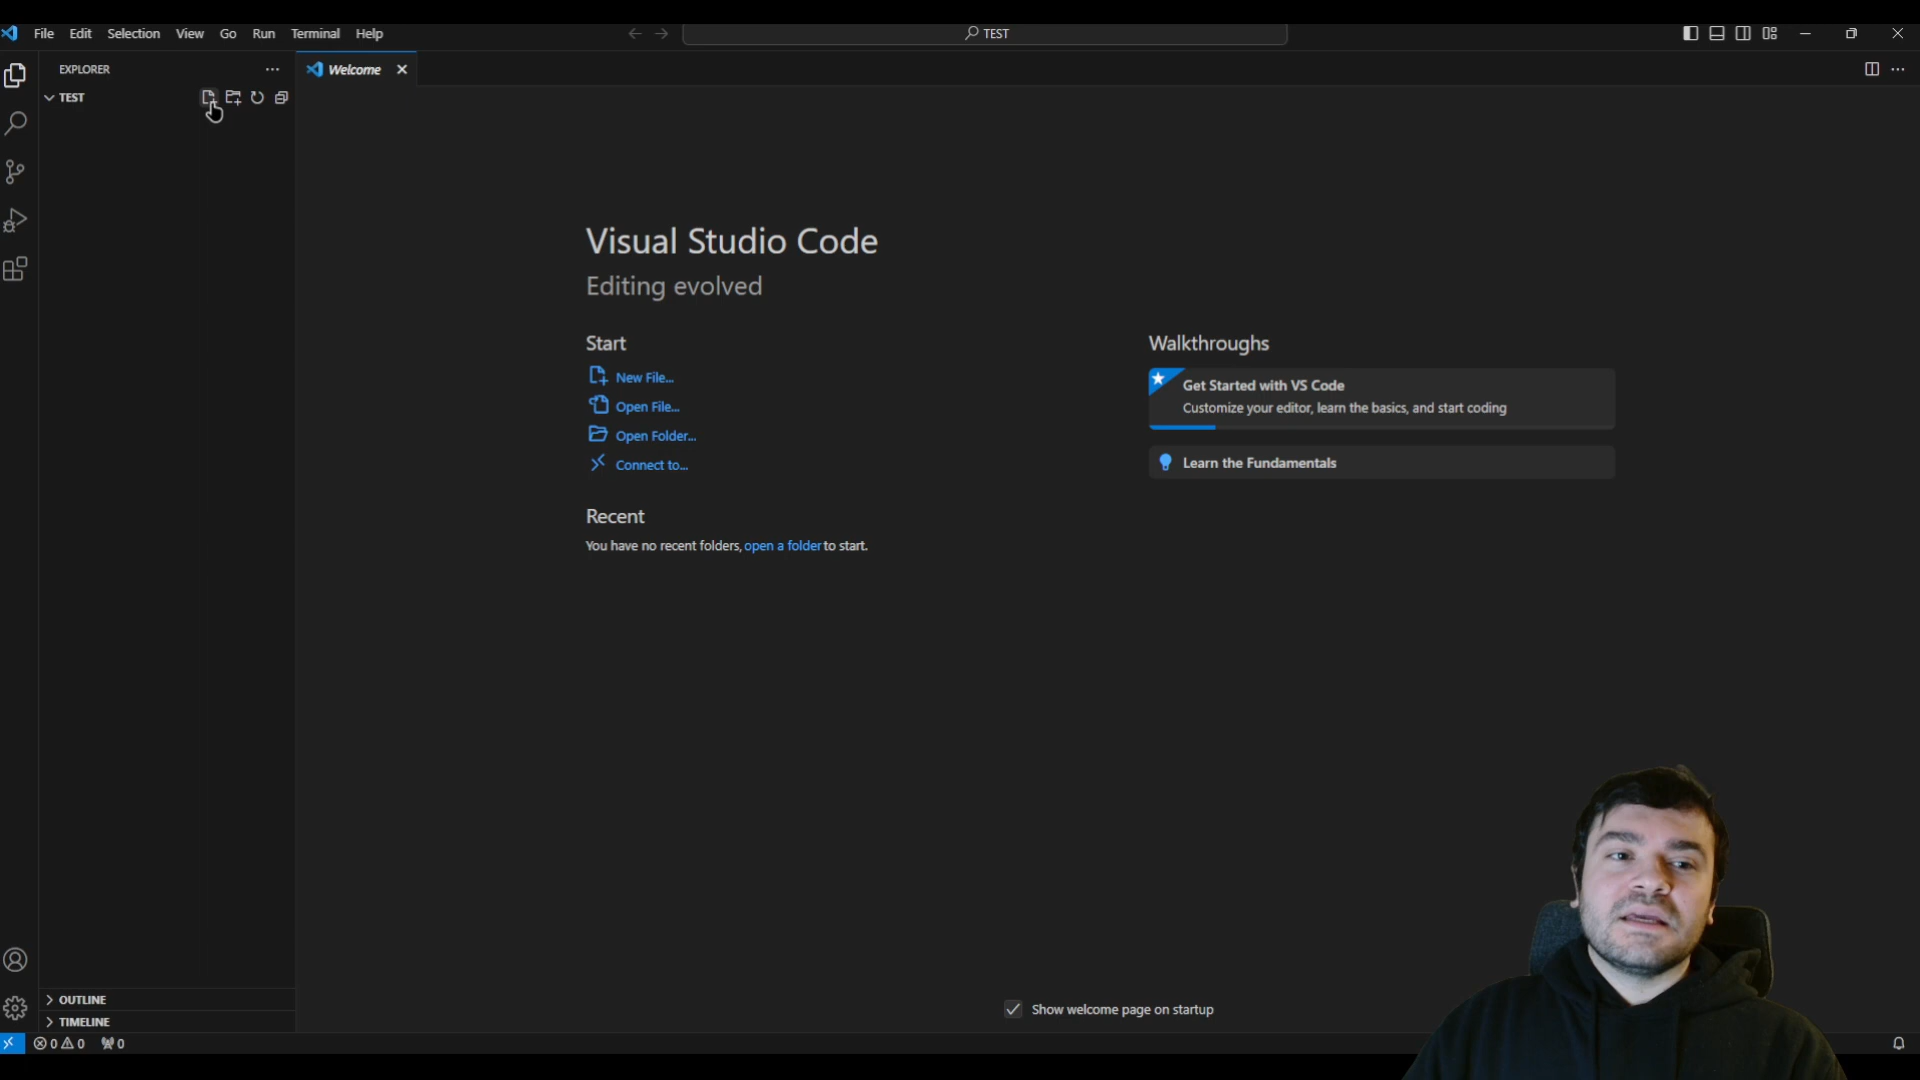 File Edit Selection View Go Run Terminal Help
TEST
EXPLORER
Welcome
TEST
Visual Studio Code
Editing evolved
Start
New File...
Open File...
Open Folder...
Connect to...
Recent
You have no recent folders, open a folder to start.
Walkthroughs
Get Started with VS Code
Customize your editor, learn the basics, and start coding
Learn the Fundamentals
OUTLINE
TIMELINE
Show welcome page on startup
0 0 0